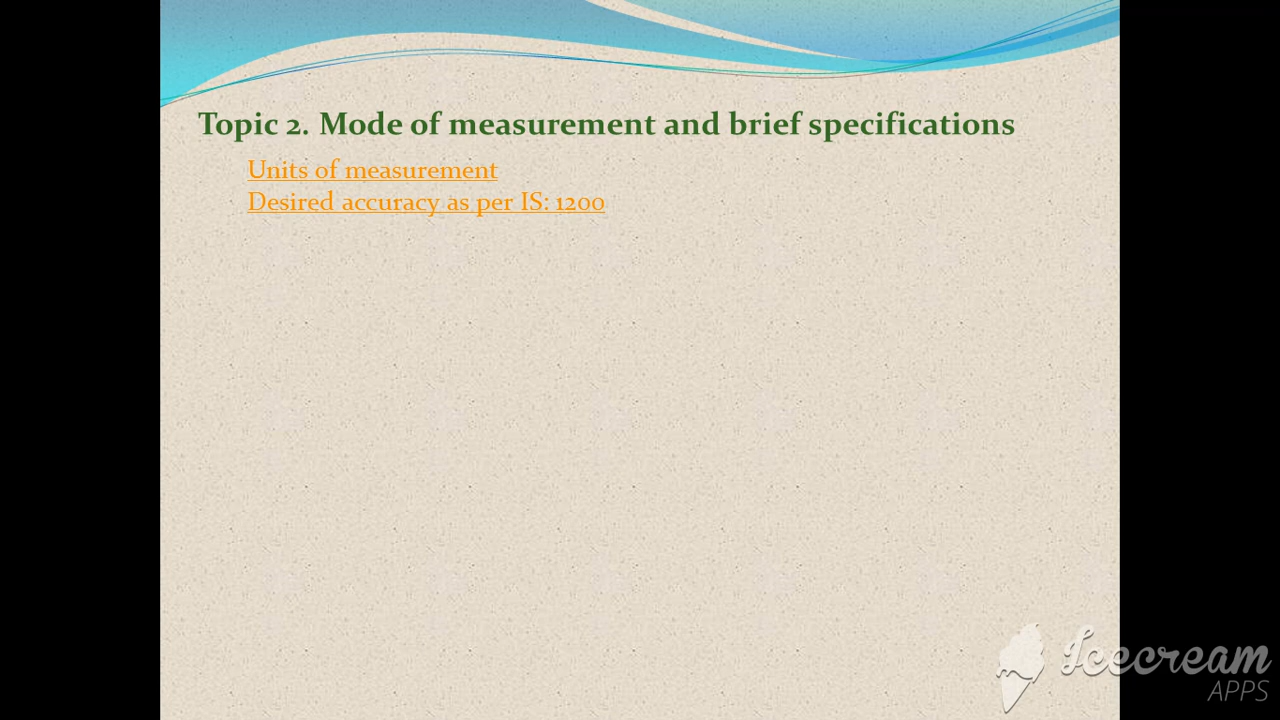 Topic 2. Mode of measurement and brief specifications
Units of measurement
Desired accuracy as per IS: 1200
Icecream
APPS